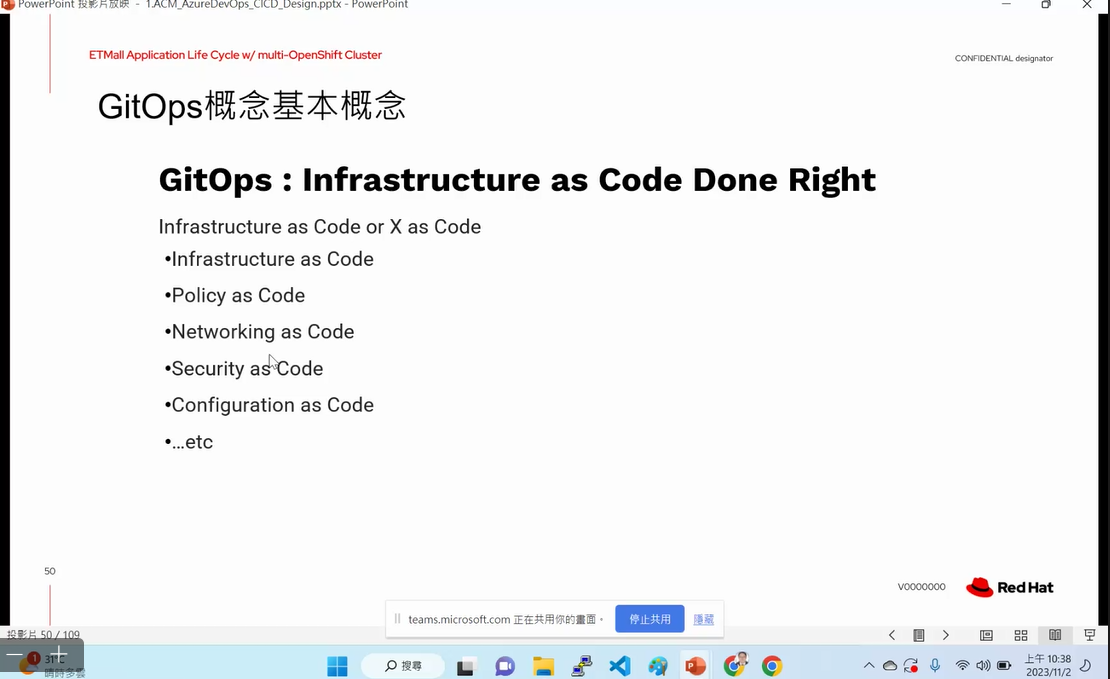 PowerPoint 投影片放映 - 1.ACM_AzureDevOps_CICD_Design.pptx - PowerPoint
ETMall Application Life Cycle w/ multi-OpenShift Cluster
CONFIDENTIAL designator
GitOps概念基本概念
GitOps : Infrastructure as Code Done Right
Infrastructure as Code or X as Code
•Infrastructure as Code
•Policy as Code
•Networking as Code
•Security as Code
•Configuration as Code
•...etc
50
V0000000
Red Hat
teams.microsoft.com 正在共用你的畫面。
停止共用
隱藏
投影片 50 / 109
1
31°C
晴時多雲
搜尋
上午 10:38
2023/11/2